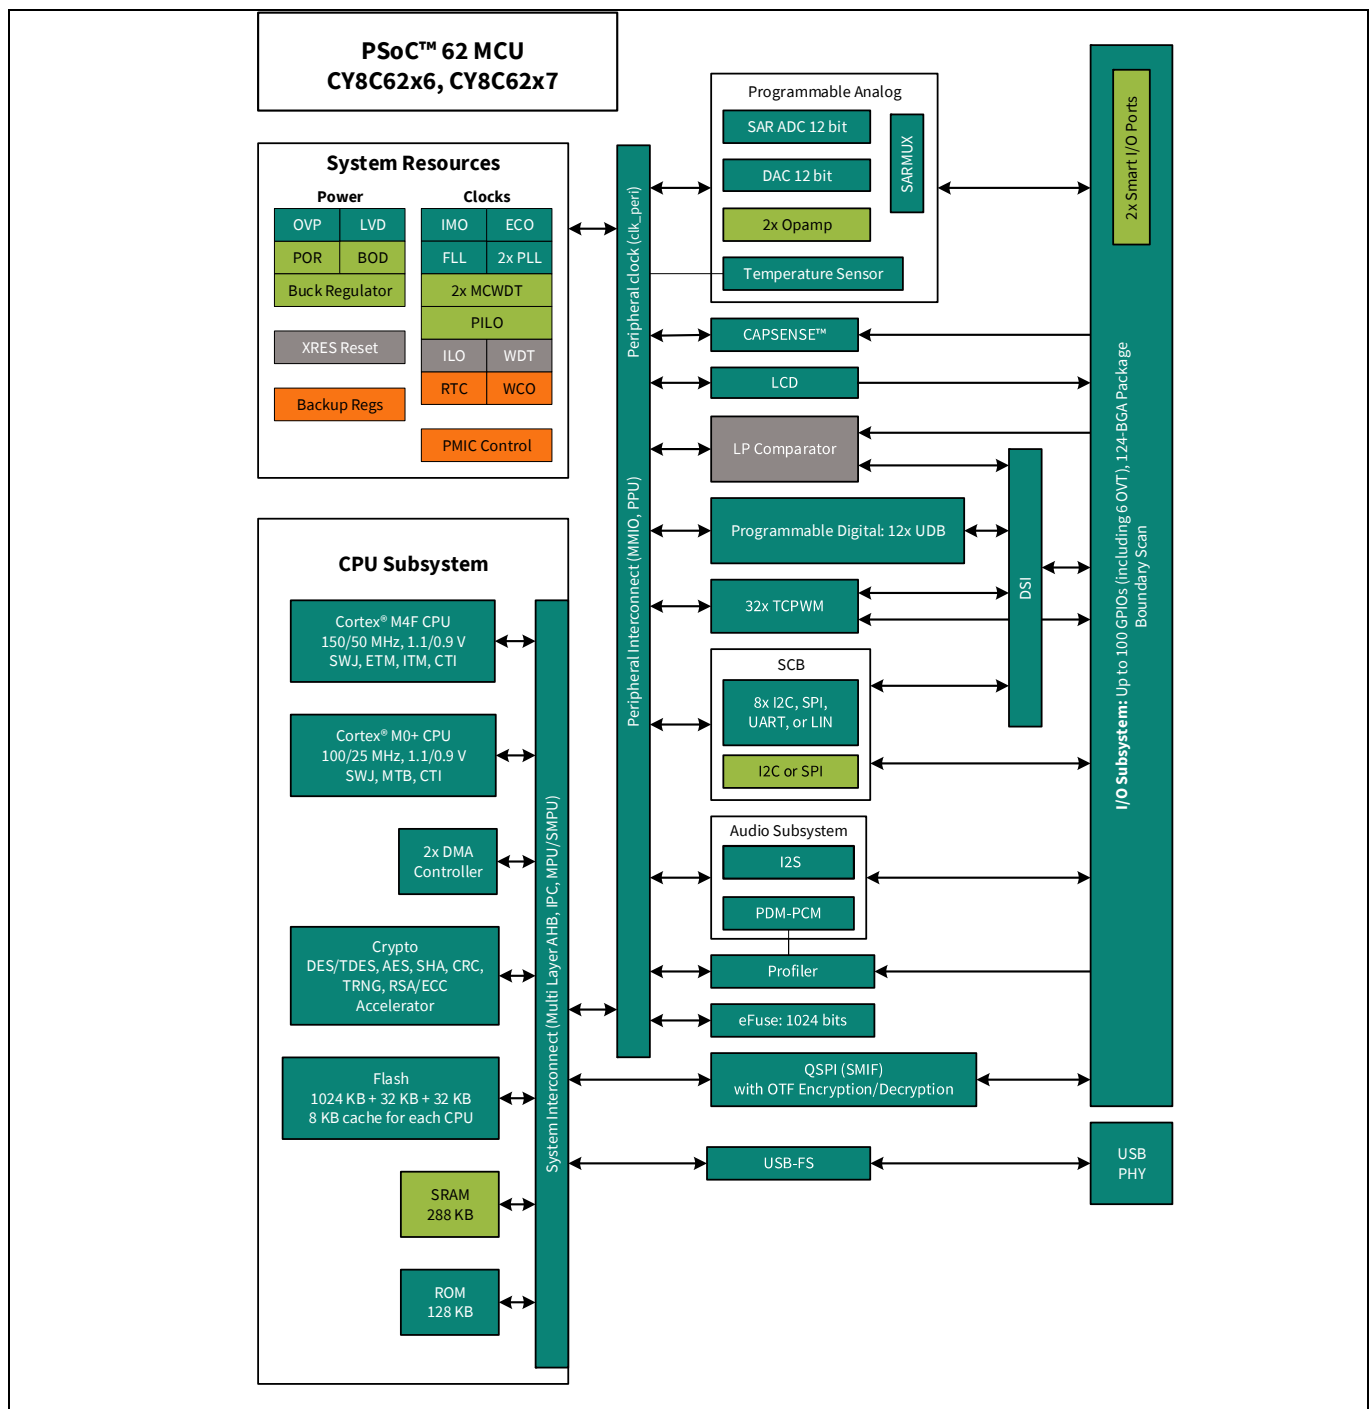 PSoC™ 62 MCU
CY8C62x6, CY8C62x7
System Resources
Power
Clocks
OVP
LVD
POR
BOD
Buck Regulator
XRES Reset
Backup Regs
IMO
ECO
FLL
2x PLL
2x MCWDT
PILO
ILO
WDT
RTC
WCO
PMIC Control
CPU Subsystem
Cortex® M4F CPU
150/50 MHz, 1.1/0.9 V
SWJ, ETM, ITM, CTI
Cortex® M0+ CPU
100/25 MHz, 1.1/0.9 V
SWJ, MTB, CTI
2x DMA
Controller
Crypto
DES/TDES, AES, SHA, CRC,
TRNG, RSA/ECC
Accelerator
Flash
1024 KB + 32 KB + 32 KB
8 KB cache for each CPU
SRAM
288 KB
ROM
128 KB
System Interconnect (Multi Layer AHB, IPC, MPU/SMPU)
Peripheral clock (clk_peri)
Peripheral Interconnect (MMIO, PPU)
Programmable Analog
SAR ADC 12 bit
DAC 12 bit
2x Opamp
Temperature Sensor
SARMUX
CAPSENSE™
LCD
LP Comparator
Programmable Digital: 12x UDB
32x TCPWM
SCB
8x I2C, SPI,
UART, or LIN
I2C or SPI
Audio Subsystem
I2S
PDM-PCM
Profiler
eFuse: 1024 bits
QSPI (SMIF)
with OTF Encryption/Decryption
USB-FS
DSI
2x Smart I/O Ports
I/O Subsystem: Up to 1000 GPIOs (including 6 OVT), 124-BGA Package
Boundary Scan
USB
PHY